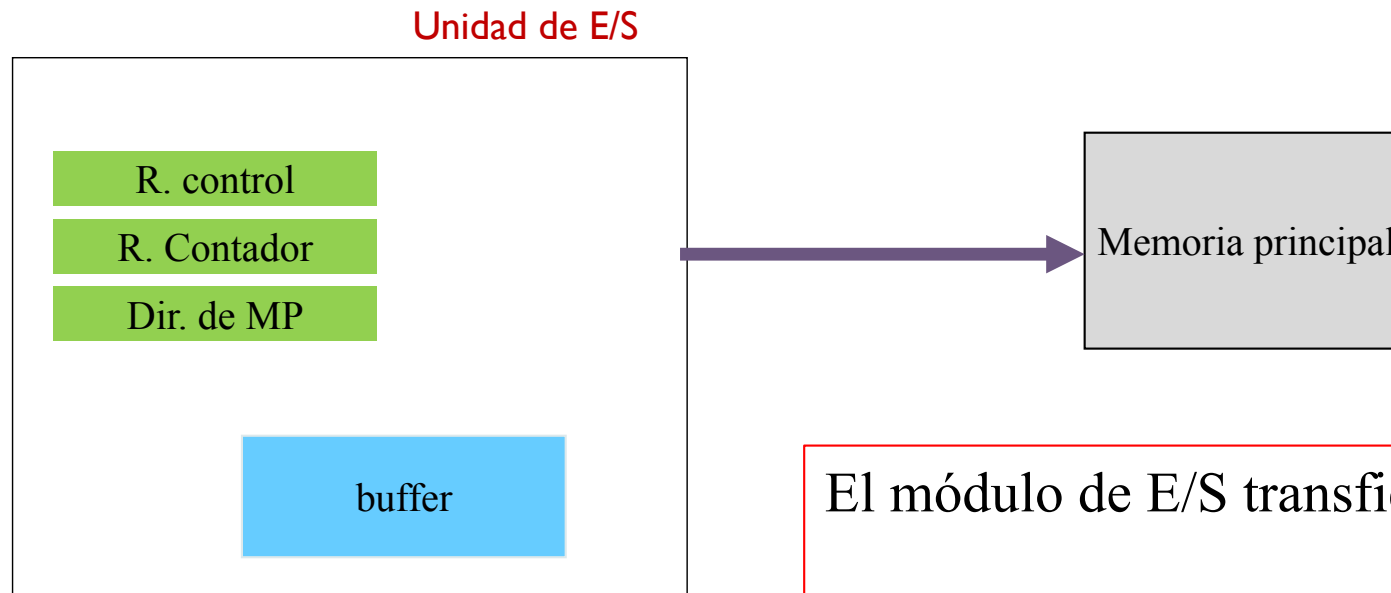 Unidad de E/S
R. control
R. Contador
Dir. de MP
Memoria principal
buffer
El módulo de E/S